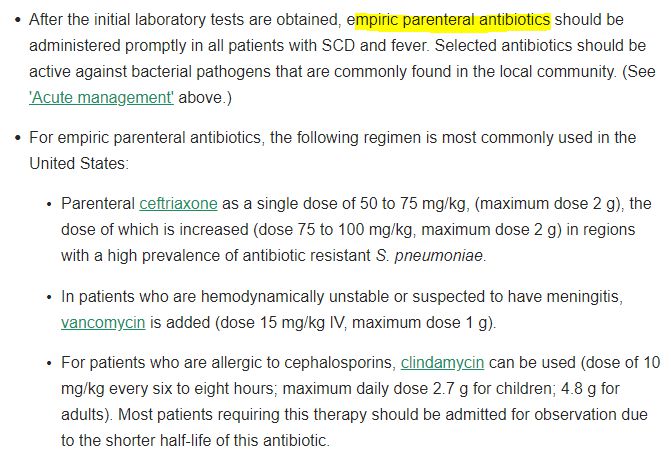 • After the initial laboratory tests are obtained, empiric parenteral antibiotics should be
administered promptly in all patients with SCD and fever. Selected antibiotics should be
active against bacterial pathogens that are commonly found in the local community. (See
'Acute management' above.)
• For empiric parenteral antibiotics, the following regimen is most commonly used in the
United States:
• Parenteral ceftriaxone as a single dose of 50 to 75 mg/kg, (maximum dose 2 g), the
dose of which is increased (dose 75 to 100 mg/kg, maximum dose 2 g) in regions
with a high prevalence of antibiotic resistant S. pneumoniae.
• In patients who are hemodynamically unstable or suspected to have meningitis,
vancomycin is added (dose 15 mg/kg IV, maximum dose 1 g).
• For patients who are allergic to cephalosporins, clindamycin can be used (dose of 10
mg/kg every six to eight hours; maximum daily dose 2.7 g for children; 4.8 g for
adults). Most patients requiring this therapy should be admitted for observation due
to the shorter half-life of this antibiotic.